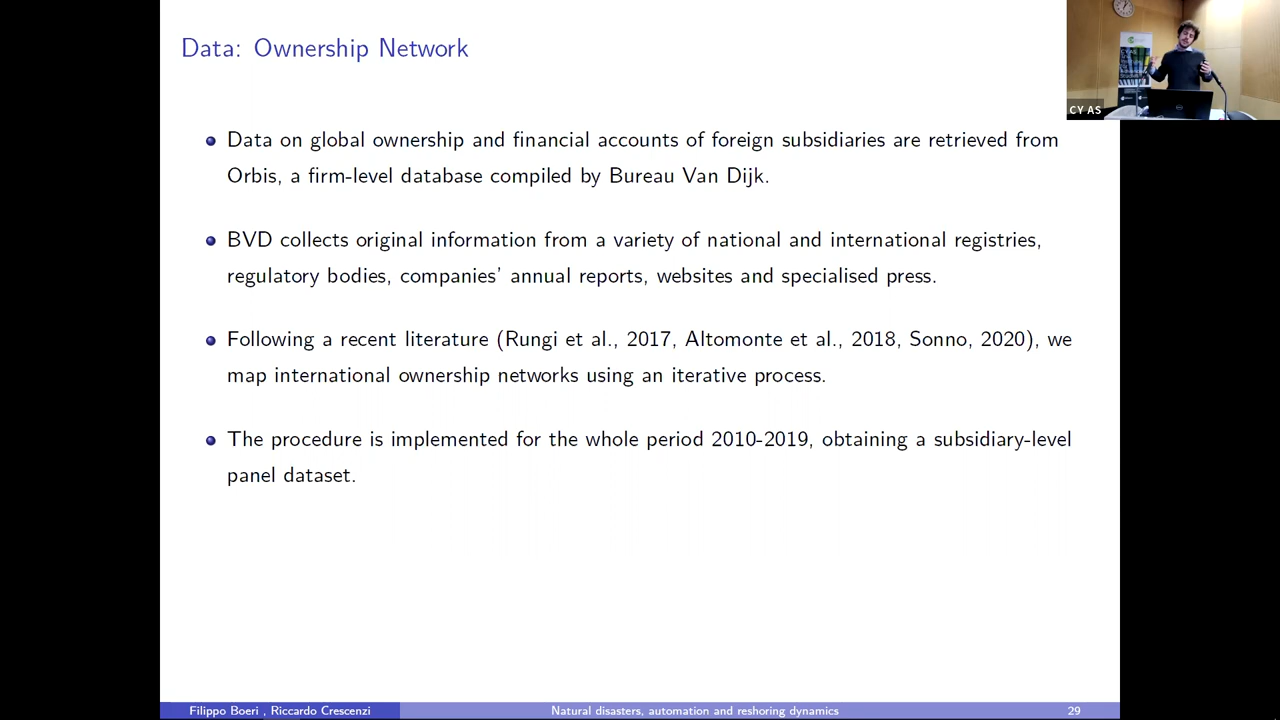 Data: Ownership Network
CY AS
Data on global ownership and financial accounts of foreign subsidiaries are retrieved from
Orbis, a firm-level database compiled by Bureau Van Dijk.
BVD collects original information from a variety of national and international registries,
regulatory bodies, companies' annual reports, websites and specialised press.
Following a recent literature (Rungi et al., 2017, Altomonte et al., 2018, Sonno, 2020), we
map international ownership networks using an iterative process.
The procedure is implemented for the whole period 2010-2019, obtaining a subsidiary-level
panel dataset.
Filippo Boeri , Riccardo Crescenzi
Natural disasters, automation and reshoring dynamics
29